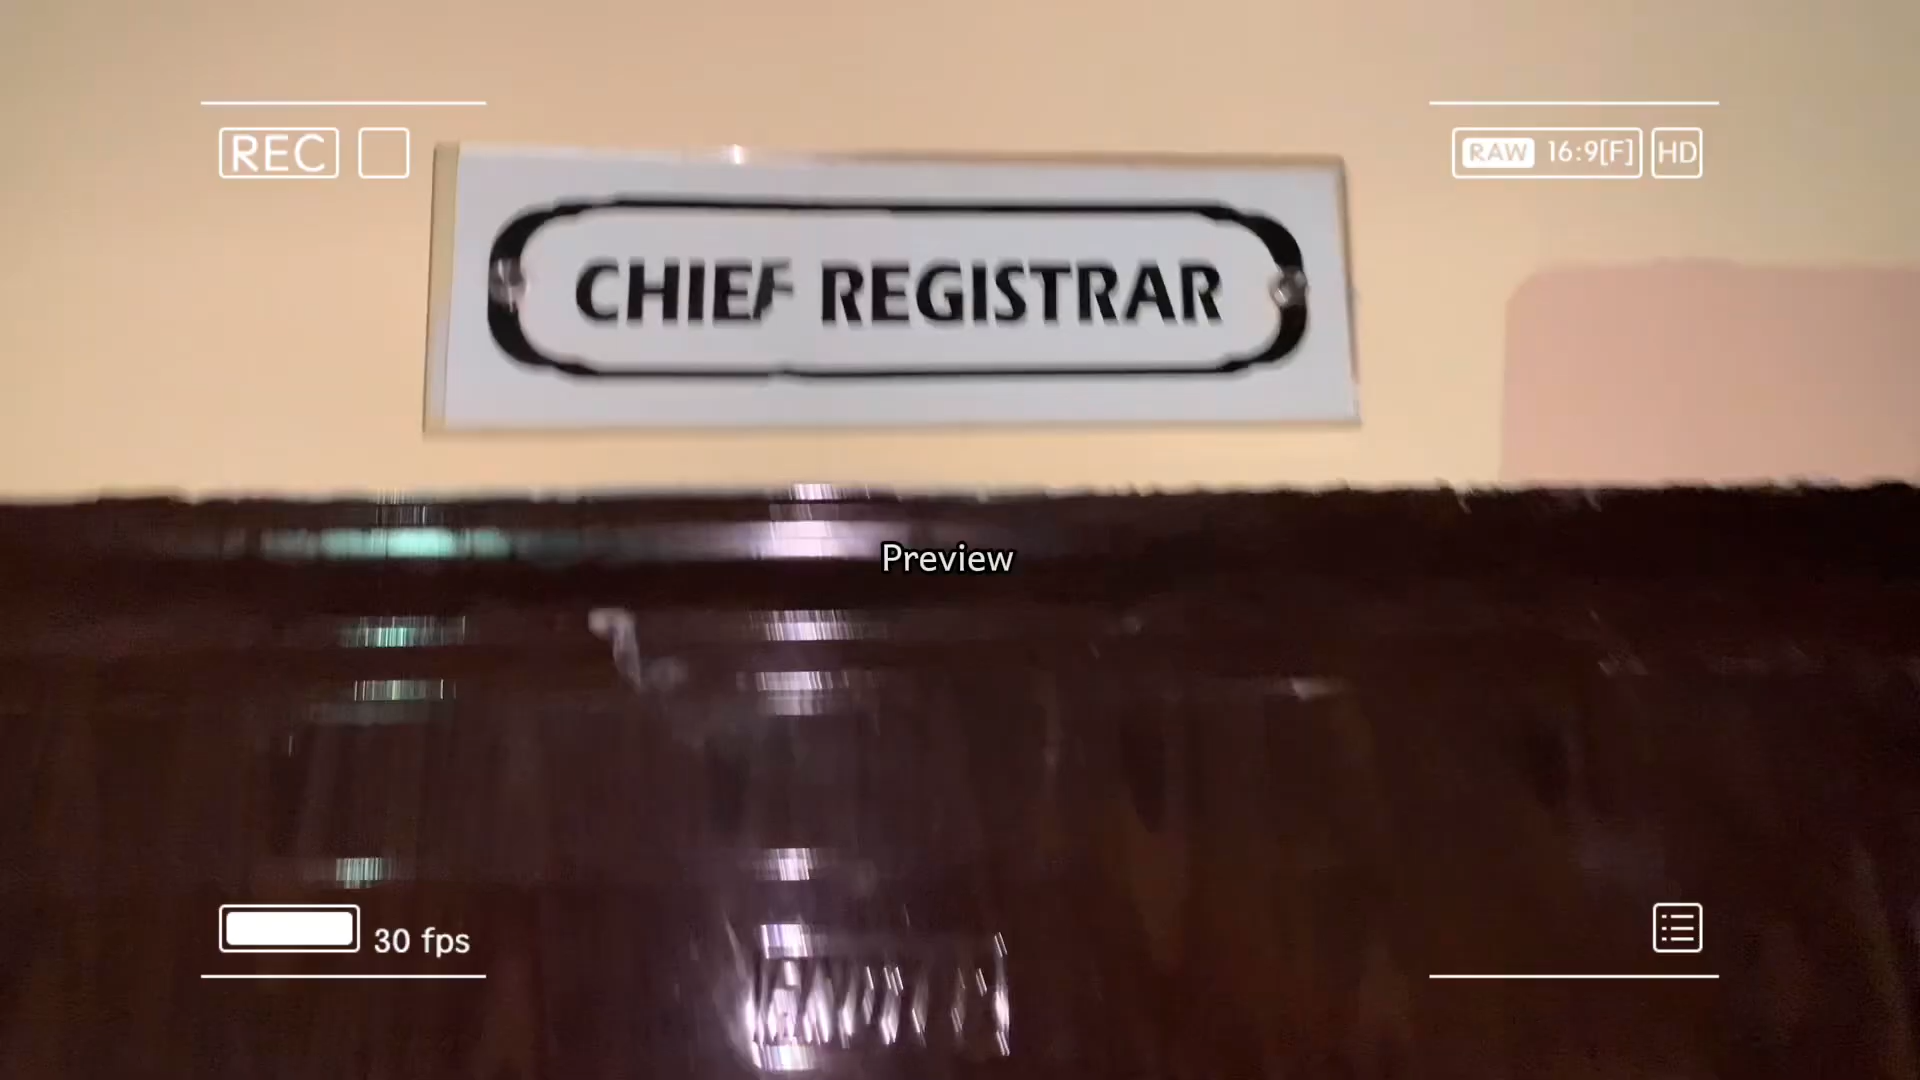 REC
RAW 16:9[F] HD
CHIEF REGISTRAR
Preview
30 fps